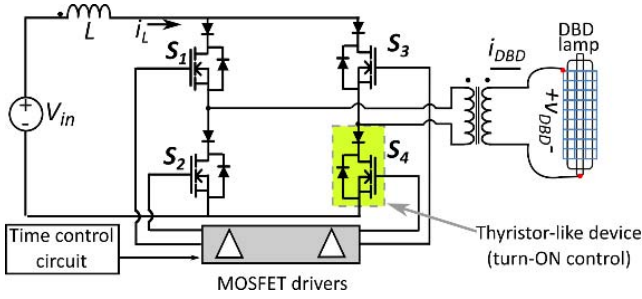 L
i_L
S_1
S_3
i_DBD
DBD
lamp
+V_DBD-
V_in
S_2
S_4
Time control
circuit
MOSFET drivers
Thyristor-like device
(turn-ON control)